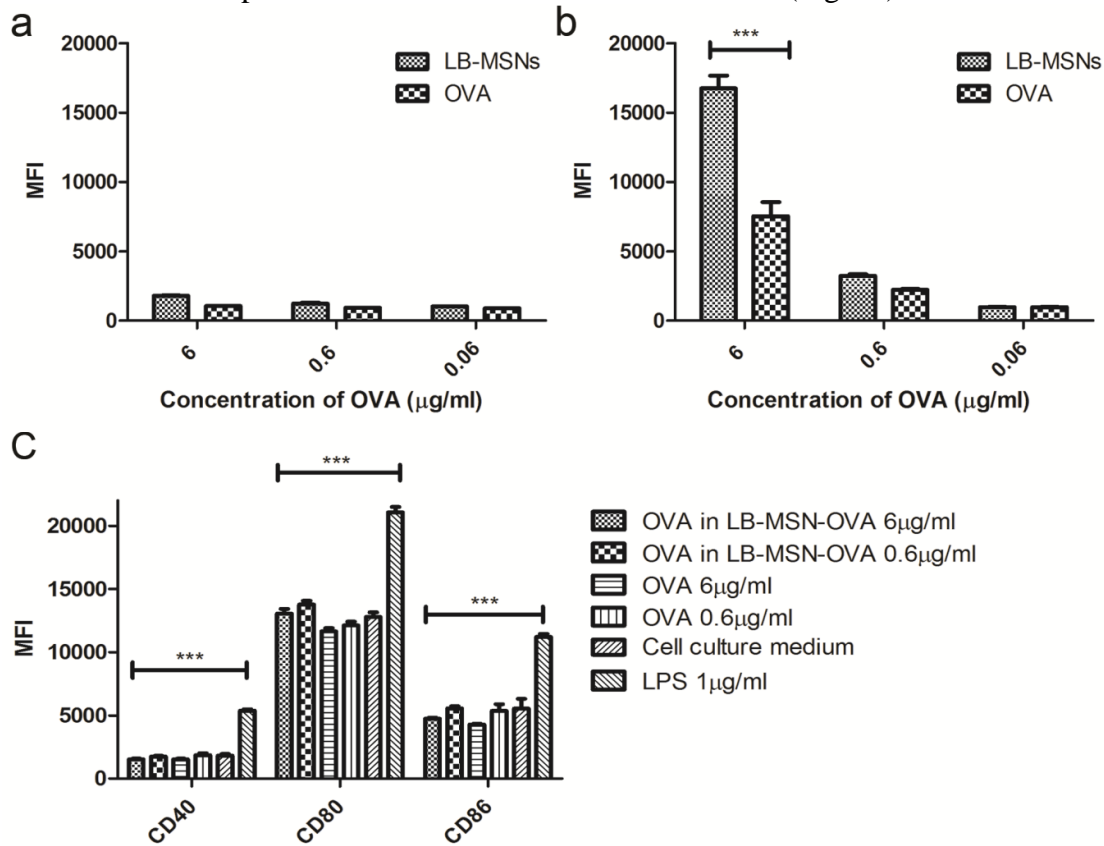 a
20000
15000
10000
5000
0
MFI
LB-MSNs
OVA
6
0.6
0.06
Concentration of OVA (μg/ml)
b
***
20000
15000
10000
5000
0
MFI
LB-MSNs
OVA
6
0.6
0.06
Concentration of OVA (μg/ml)
C
20000
15000
10000
5000
0
MFI
***
***
***
CD40
CD80
CD86
OVA in LB-MSN-OVA 6μg/ml
OVA in LB-MSN-OVA 0.6μg/ml
OVA 6μg/ml
OVA 0.6μg/ml
Cell culture medium
LPS 1μg/ml